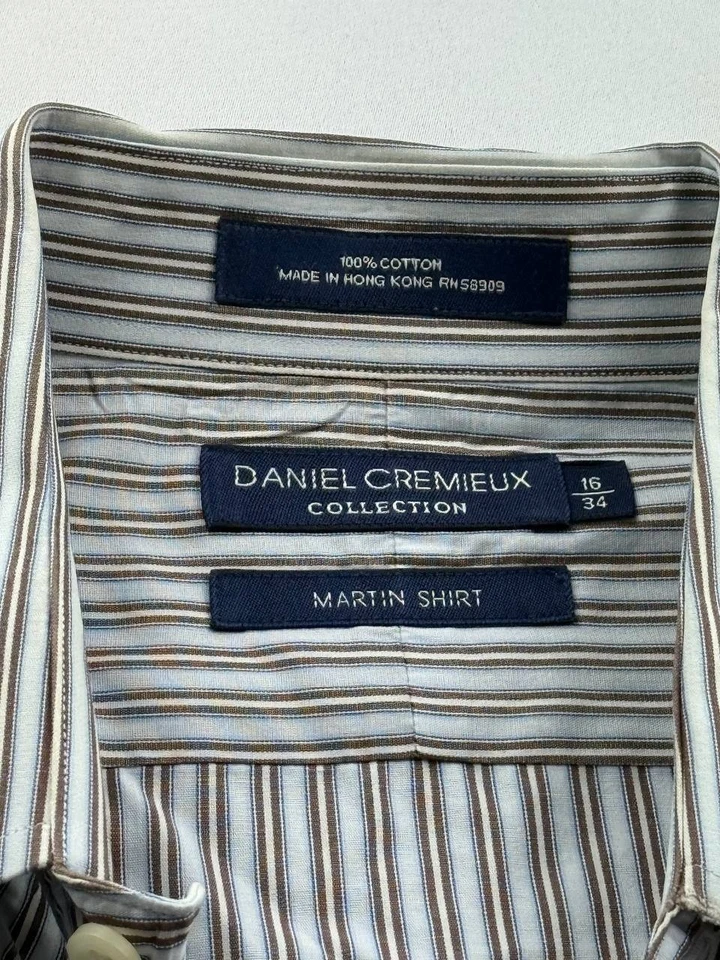 100% COTTON
MADE IN HONG KONG RN58909
DANIEL CREMIEUX
COLLECTION
16
34
MARTIN SHIRT